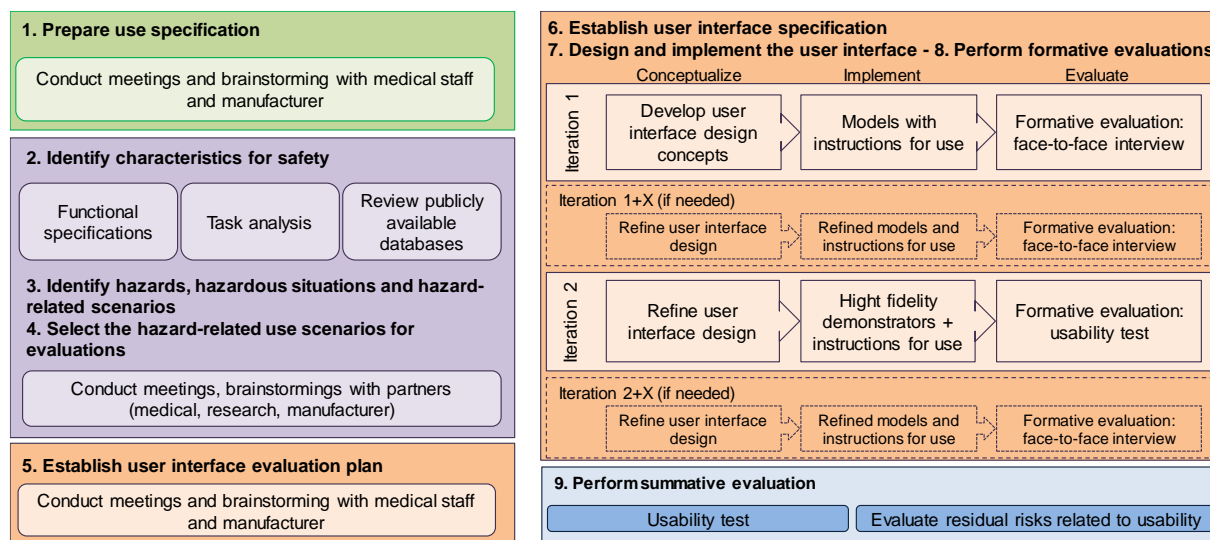 1. Prepare use specification
Conduct meetings and brainstorming with medical staff
and manufacturer
2. Identify characteristics for safety
Functional
specifications
Task analysis
Review publicly
available
databases
3. Identify hazards, hazardous situations and hazard-
related scenarios
4. Select the hazard-related use scenarios for
evaluations
Conduct meetings, brainstormings with partners
(medical, research, manufacturer)
5. Establish user interface evaluation plan
Conduct meetings and brainstorming with medical staff
and manufacturer
6. Establish user interface specification
7. Design and implement the user interface - 8. Perform formative evaluations
Conceptualize
Implement
Evaluate
Iteration 1
Develop user
interface design
concepts
Models with
instructions for use
Formative evaluation:
face-to-face interview
Iteration 1+X (if needed)
Refine user interface
design
Refined models and
instructions for use
Formative evaluation:
face-to-face interview
Iteration 2
Refine user
interface design
Hight fidelity
demonstrators +
instructions for use
Formative evaluation:
usability test
Iteration 2+X (if needed)
Refine user interface
design
Refined models and
instructions for use
Formative evaluation:
face-to-face interview
9. Perform summative evaluation
Usability test
Evaluate residual risks related to usability